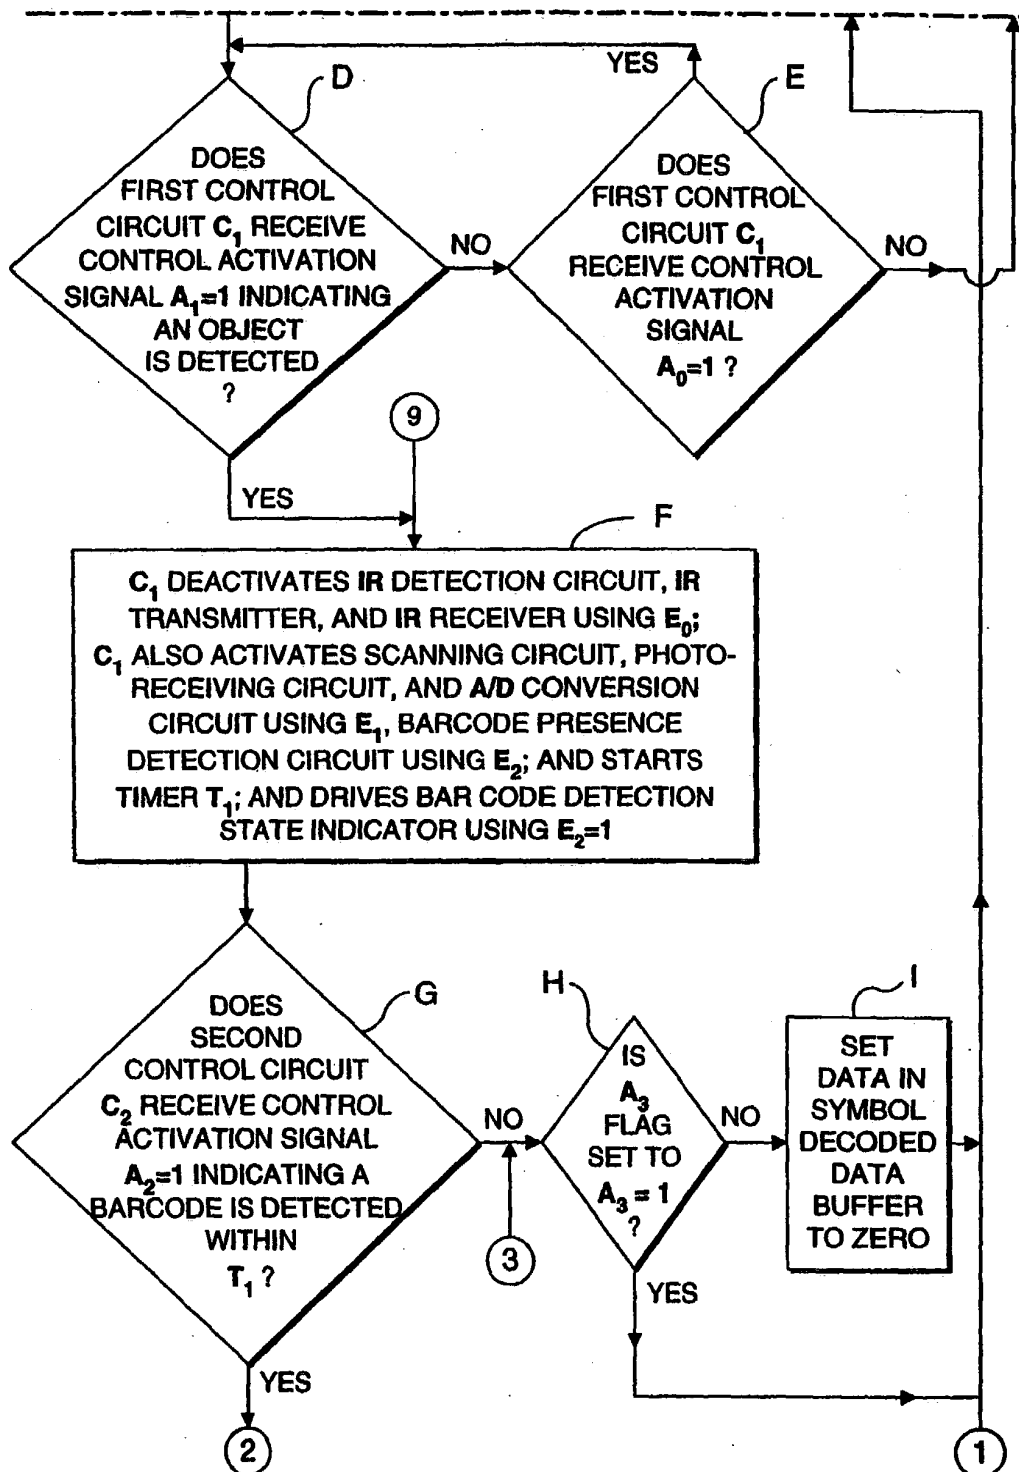 YES
D
E
DOES
FIRST CONTROL
CIRCUIT C1 RECEIVE
CONTROL ACTIVATION
SIGNAL A1=1 INDICATING
AN OBJECT
IS DETECTED
?
NO
DOES
FIRST CONTROL
CIRCUIT C1
RECEIVE CONTROL
ACTIVATION
SIGNAL
A0=1 ?
NO
9
YES
F
C1 DEACTIVATES IR DETECTION CIRCUIT, IR
TRANSMITTER, AND IR RECEIVER USING E0;
C1 ALSO ACTIVATES SCANNING CIRCUIT, PHOTO-
RECEIVING CIRCUIT, AND A/D CONVERSION
CIRCUIT USING E1, BARCODE PRESENCE
DETECTION CIRCUIT USING E2; AND STARTS
TIMER T1; AND DRIVES BAR CODE DETECTION
STATE INDICATOR USING E2=1
G
DOES
SECOND
CONTROL CIRCUIT
C2 RECEIVE CONTROL
ACTIVATION SIGNAL
A2=1 INDICATING A
BARCODE IS DETECTED
WITHIN
T1 ?
NO
3
H
IS
A3
FLAG
SET TO
A3 = 1
?
NO
I
SET
DATA IN
SYMBOL
DECODED
DATA
BUFFER
TO ZERO
YES
YES
2
1